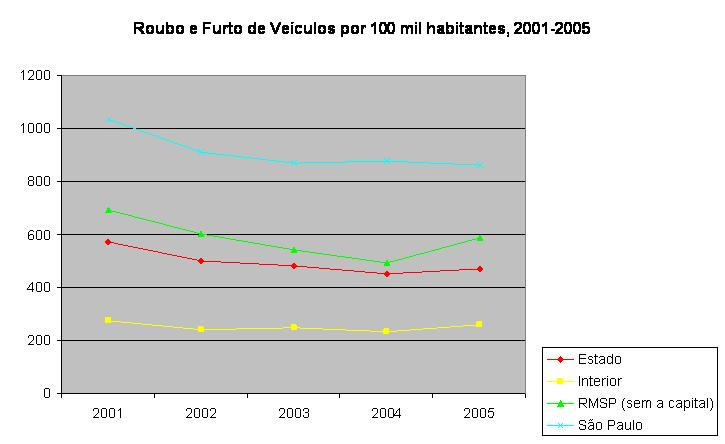 Roubo e Furto de Veículos por 100 mil habitantes, 2001-2005
1200
1000
800
600
400
200
0
2001 2002 2003 2004 2005
Estado
Interior
RMSP (sem a capital)
São Paulo